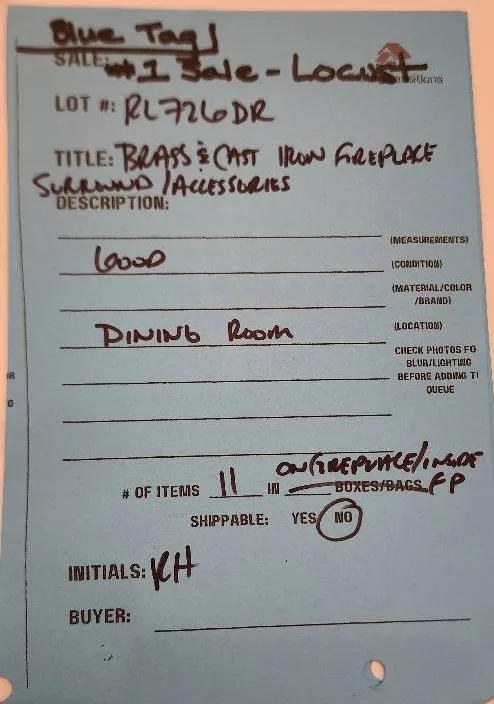 Blue Tag!
SALE: #1 Sale - Locust
LOT #: RL726DR
TITLE: BRASS & CAST IRON FIREPLACE
SURROUND / ACCESSORIES
DESCRIPTION:
(MEASUREMENTS)
GOOD (CONDITION)
(MATERIAL/COLOR
/BRAND)
DINING ROOM (LOCATION)
CHECK PHOTOS FO
BLUR/LIGHTING
BEFORE ADDING T
QUEUE
ON FIREPLACE/INSIDE
# OF ITEMS 11 IN BOXES/BAGS FP
SHIPPABLE: YES NO
INITIALS: KH
BUYER: